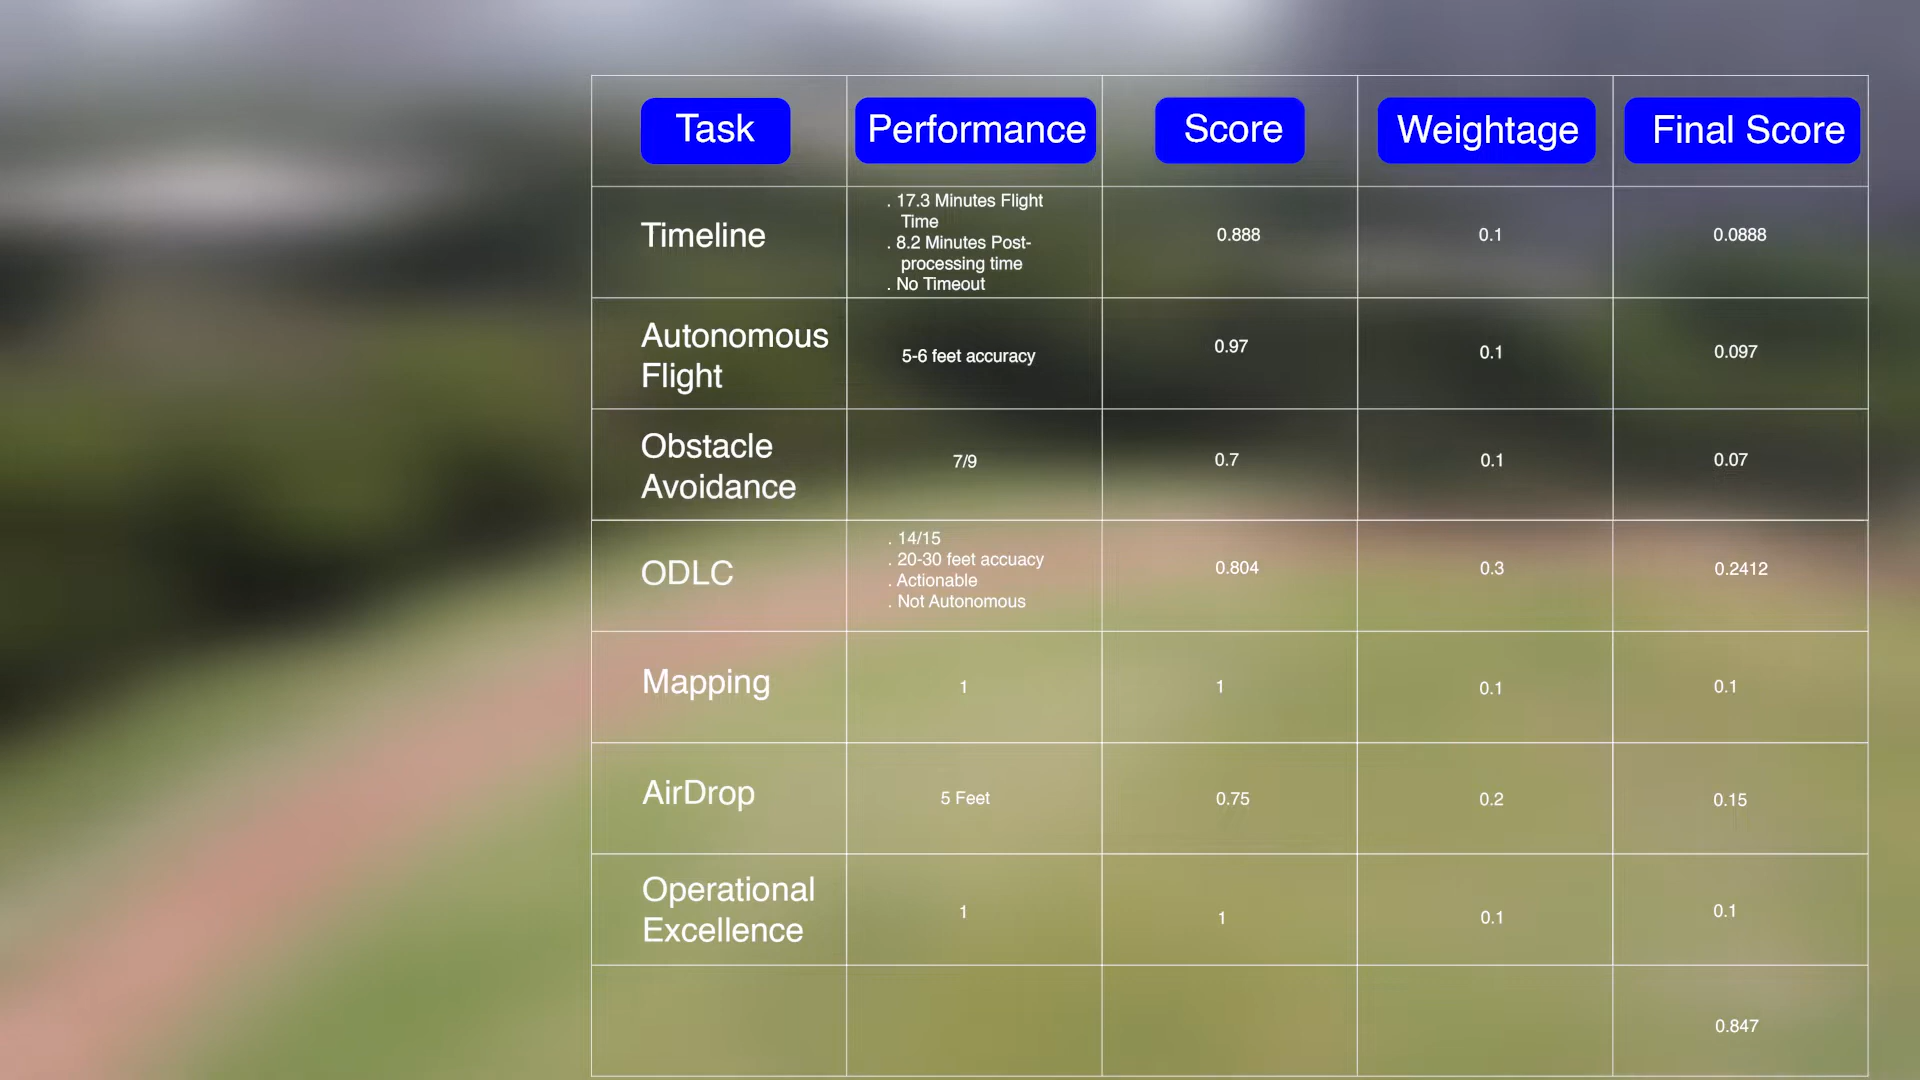 Task Performance Score Weightage Final Score
Timeline
. 17.3 Minutes Flight
Time
. 8.2 Minutes Post-
processing time
. No Timeout
0.888
0.1
0.0888
Autonomous
Flight
5-6 feet accuracy
0.97
0.1
0.097
Obstacle
Avoidance
7/9
0.7
0.1
0.07
ODLC
. 14/15
. 20-30 feet accuacy
. Actionable
. Not Autonomous
0.804
0.3
0.2412
Mapping
1
1
0.1
0.1
AirDrop
5 Feet
0.75
0.2
0.15
Operational
Excellence
1
1
0.1
0.1
0.847